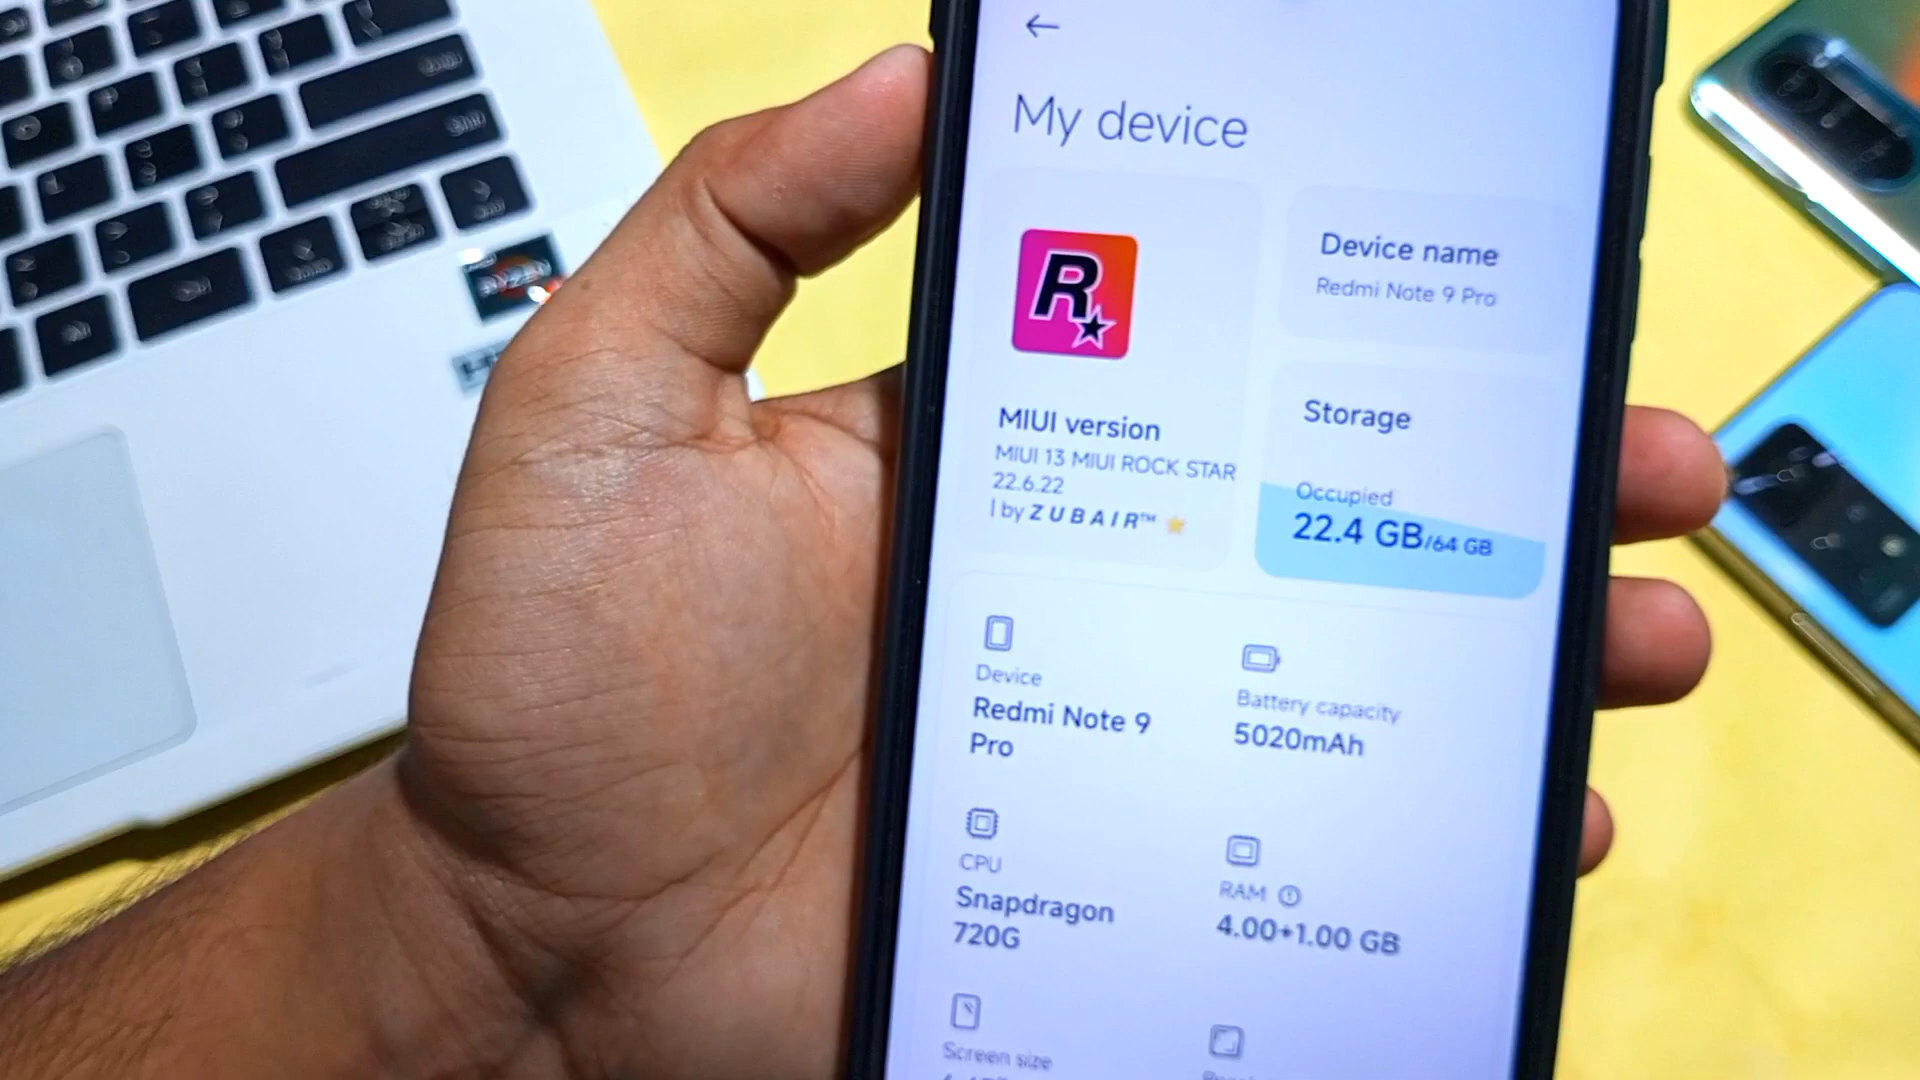 My device
R
MIUI version
MIUI 13 MIUI ROCK STAR
22.6.22
| by ZUBAIR™ ⭐
Device name
Redmi Note 9 Pro
Storage
Occupied
22.4 GB/64 GB
Device
Redmi Note 9
Pro
Battery capacity
5020mAh
CPU
Snapdragon
720G
RAM
4.00+1.00 GB
Screen size
RYZEN